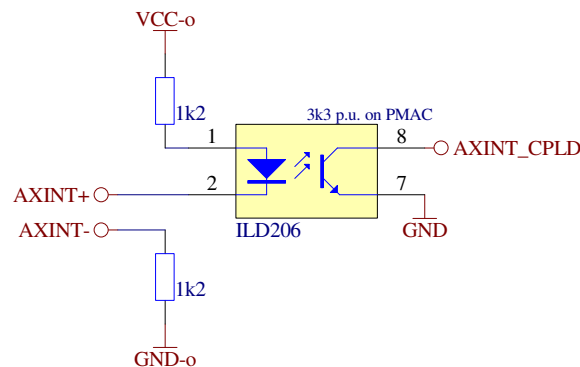 VCC-o
1k2
3k3 p.u. on PMAC
1
8
AXINT_CPLD
2
7
AXINT+
AXINT-
ILD206
GND
1k2
GND-o